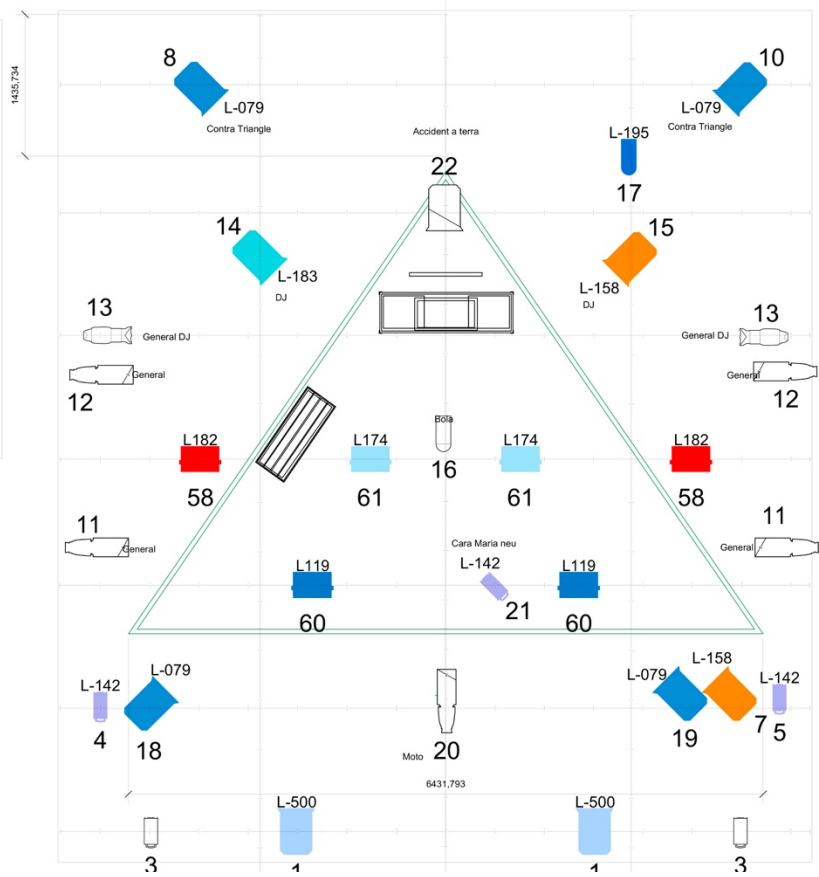 8
10
1435,734
L-079
L-079
Contra Triangle
Accident a terra
Contra Triangle
L-195
22
17
14
15
L-183
L-158
DJ
DJ
13
General DJ
General DJ
13
General
General
12
12
Bola
L182
L174
L174
L182
16
58
61
61
58
11
11
General
Cara Maria neu
General
L119
L-142
L119
21
60
60
L-142
L-079
L-079
L-158
L-142
4
18
Moto
20
19
7
5
6431,793
L-500
L-500
3
1
1
3